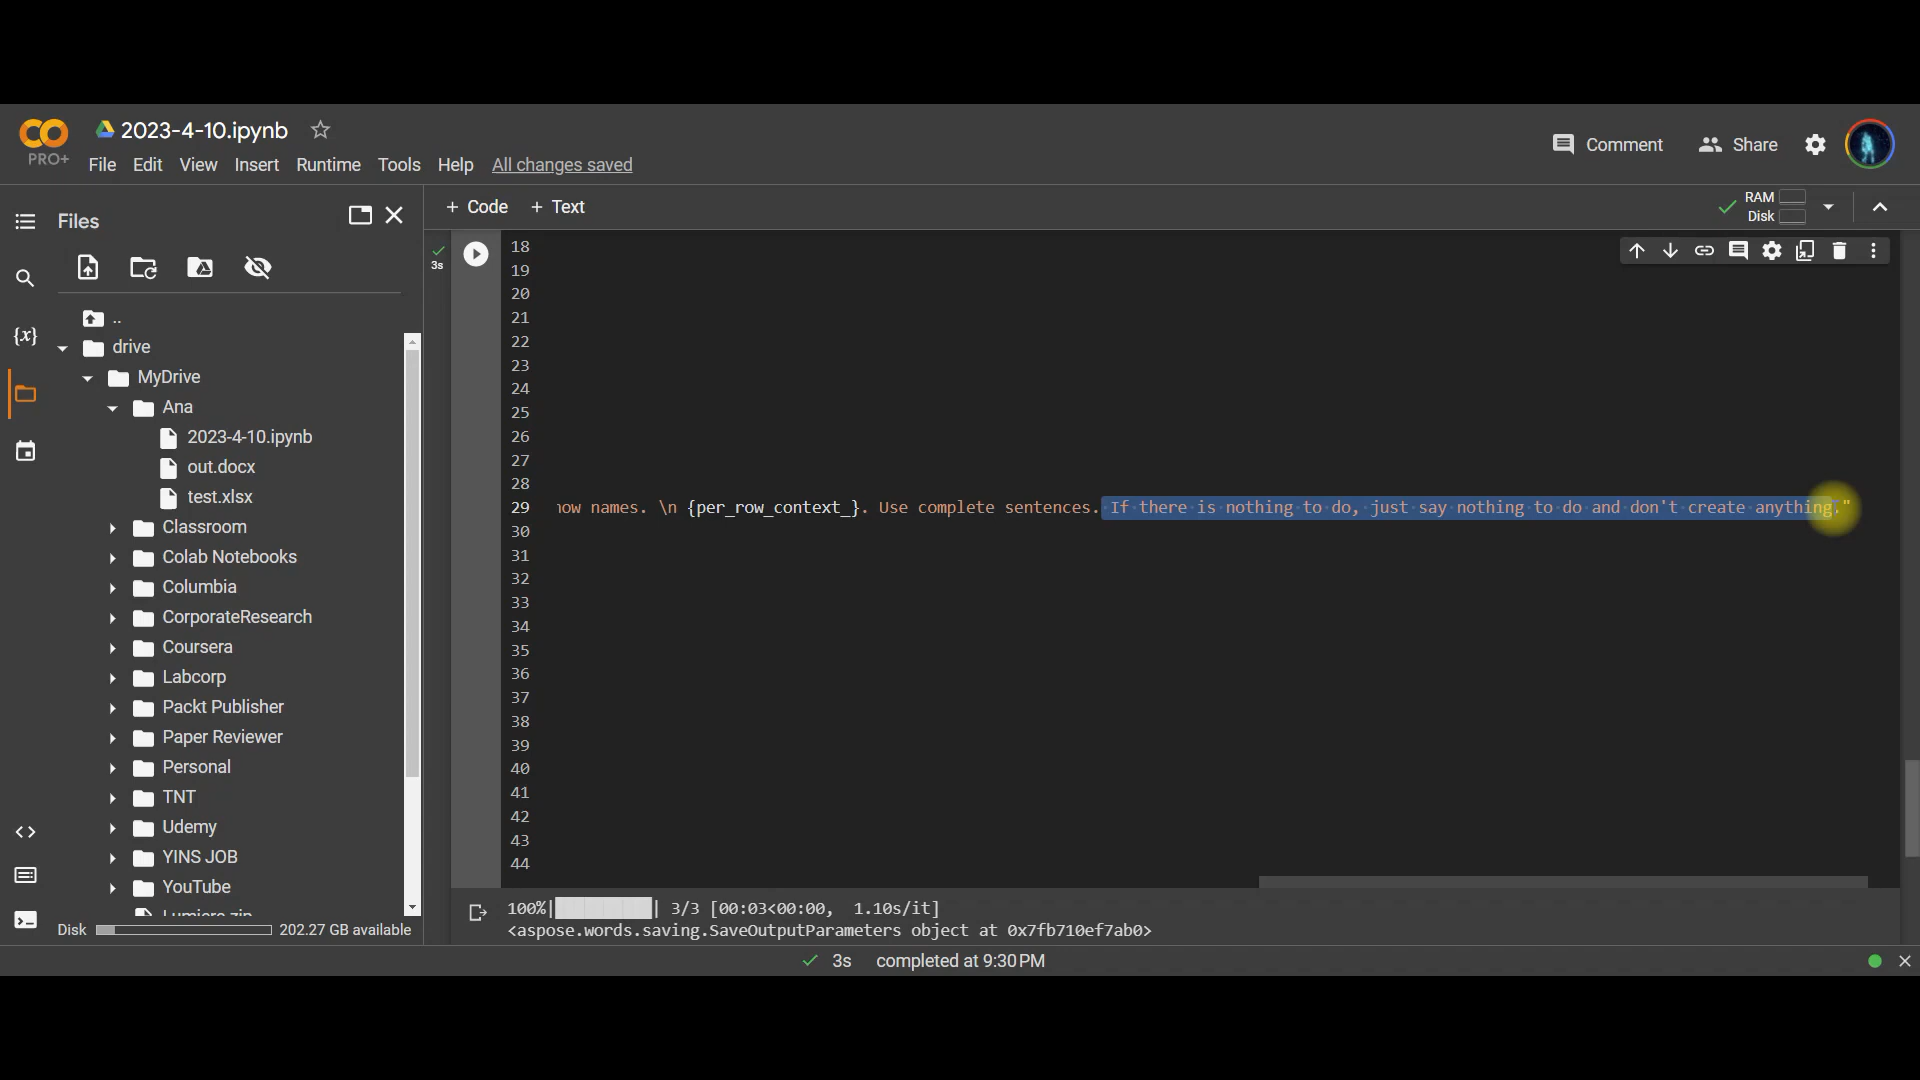 2023-4-10.ipynb
PRO+
File Edit View Insert Runtime Tools Help All changes saved
Comment Share
Files
+ Code + Text
RAM
Disk
..
drive
MyDrive
Ana
2023-4-10.ipynb
out.docx
test.xlsx
Classroom
Colab Notebooks
Columbia
CorporateResearch
Coursera
Labcorp
Packt Publisher
Paper Reviewer
Personal
TNT
Udemy
YINS JOB
YouTube
Disk 202.27 GB available
{x}
3s
18
19
20
21
22
23
24
25
26
27
28
29 now names. \n {per_row_context_}. Use complete sentences. If there is nothing to do, just say nothing to do and don't create anything."
30
31
32
33
34
35
36
37
38
39
40
41
42
43
44
100%| | 3/3 [00:03<00:00, 1.10s/it]
<aspose.words.saving.SaveOutputParameters object at 0x7fb710ef7ab0>
3s completed at 9:30 PM